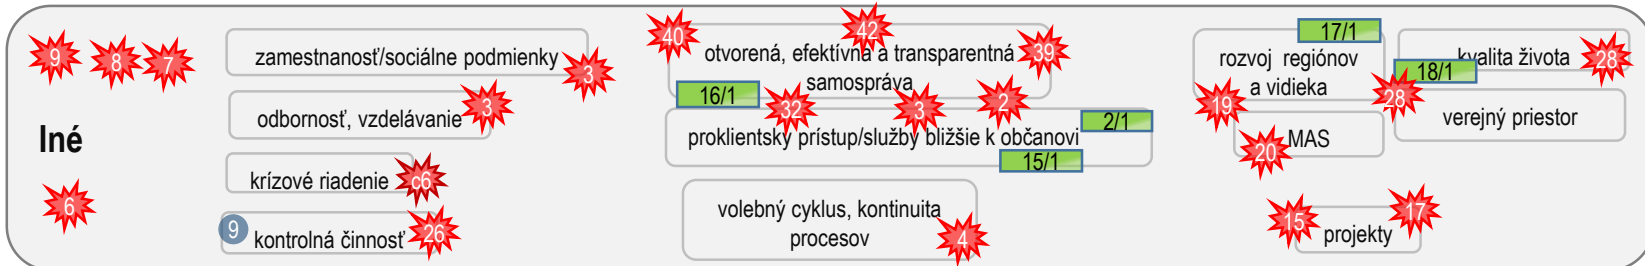 9
8
7
Iné
6
zamestnanosť/sociálne podmienky
3
odbornosť, vzdelávanie
3
krízové riadenie
c6
9
kontrolná činnosť
26
40
42
39
otvorená, efektívna a transparentná
samospráva
16/1
32
3
2
proklientsky prístup/služby bližšie k občanovi
2/1
15/1
volebný cyklus, kontinuita
procesov
4
17/1
rozvoj regiónov
a vidieka
19
28
MAS
20
15
projekty
17
kvalita života
28
18/1
verejný priestor